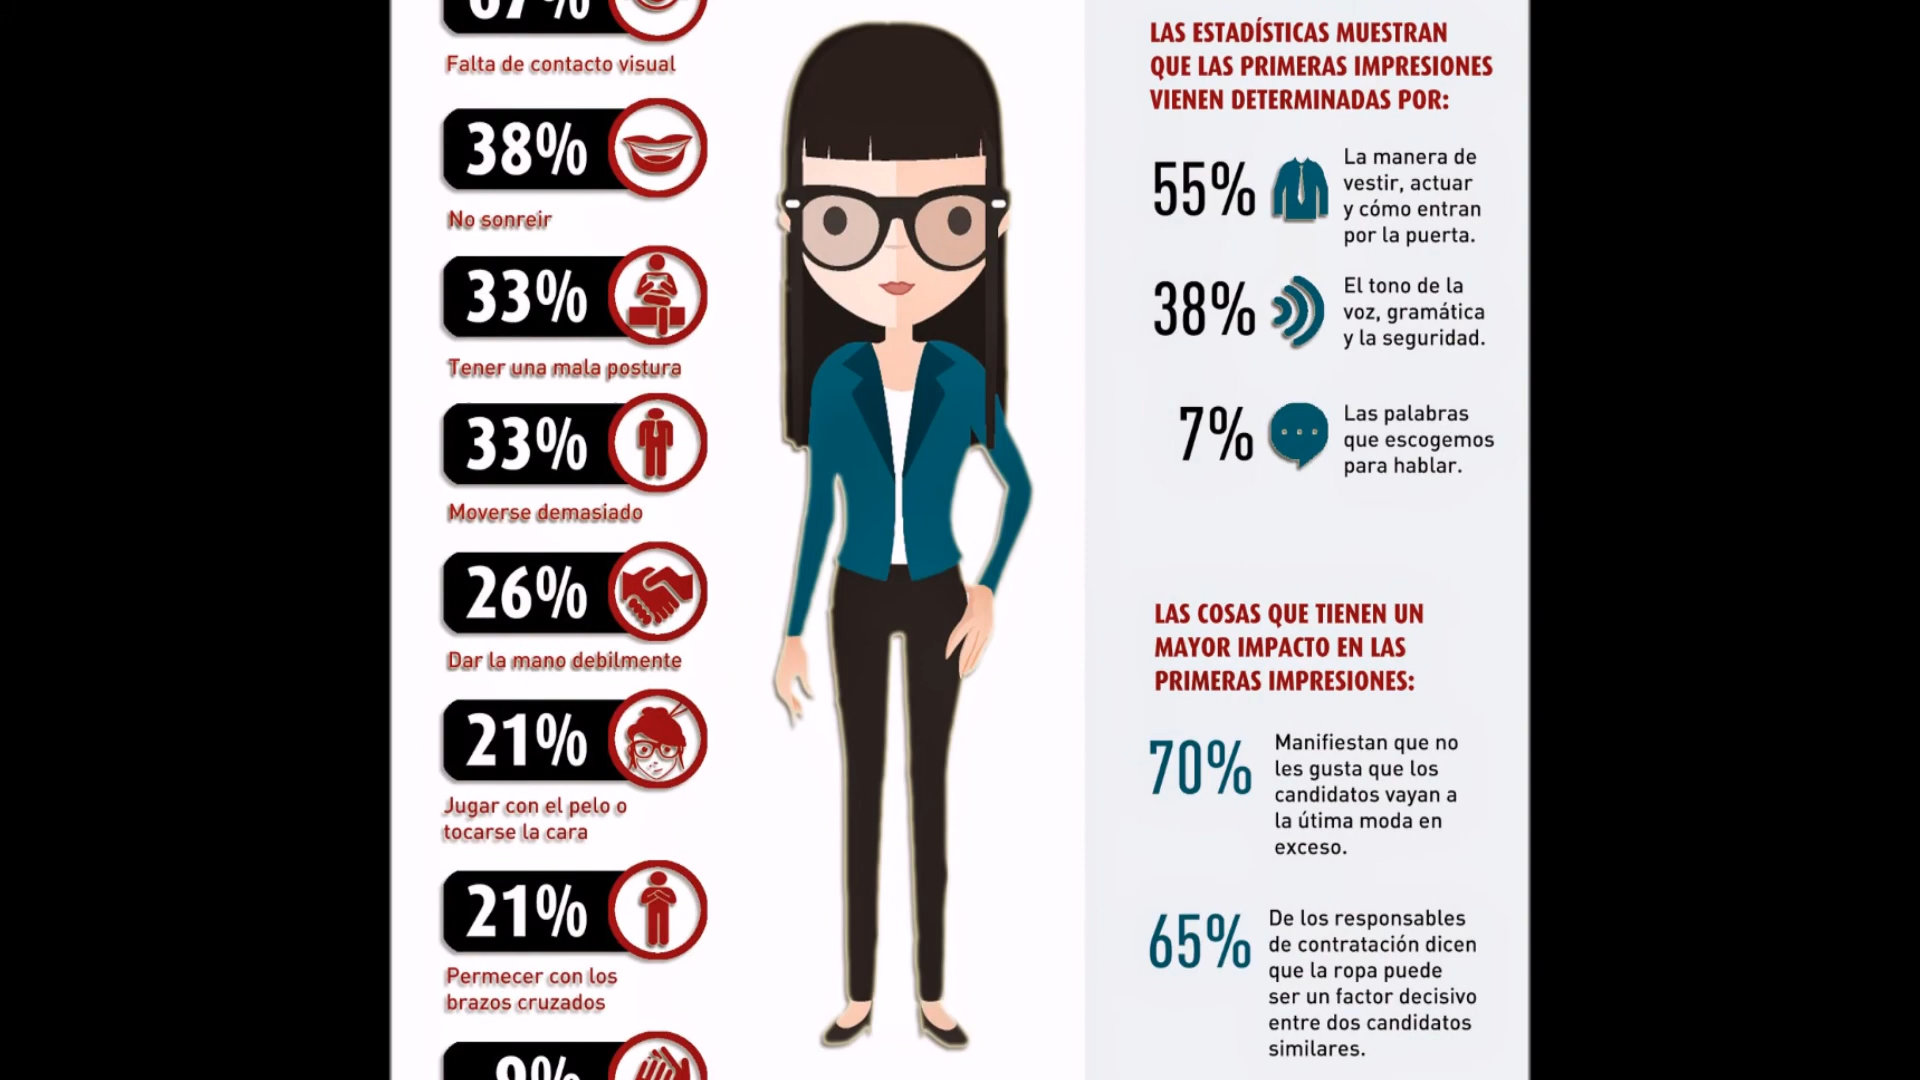 67%
Falta de contacto visual
38%
No sonreir
33%
Tener una mala postura
33%
Moverse demasiado
26%
Dar la mano debilmente
21%
Jugar con el pelo o
tocarse la cara
21%
Permecer con los
brazos cruzados
9%
LAS ESTADÍSTICAS MUESTRAN
QUE LAS PRIMERAS IMPRESIONES
VIENEN DETERMINADAS POR:
55%
La manera de
vestir, actuar
y cómo entran
por la puerta.
38%
El tono de la
voz, gramática
y la seguridad.
7%
Las palabras
que escogemos
para hablar.
LAS COSAS QUE TIENEN UN
MAYOR IMPACTO EN LAS
PRIMERAS IMPRESIONES:
70%
Manifiestan que no
les gusta que los
candidatos vayan a
la útima moda en
exceso.
65%
De los responsables
de contratación dicen
que la ropa puede
ser un factor decisivo
entre dos candidatos
similares.